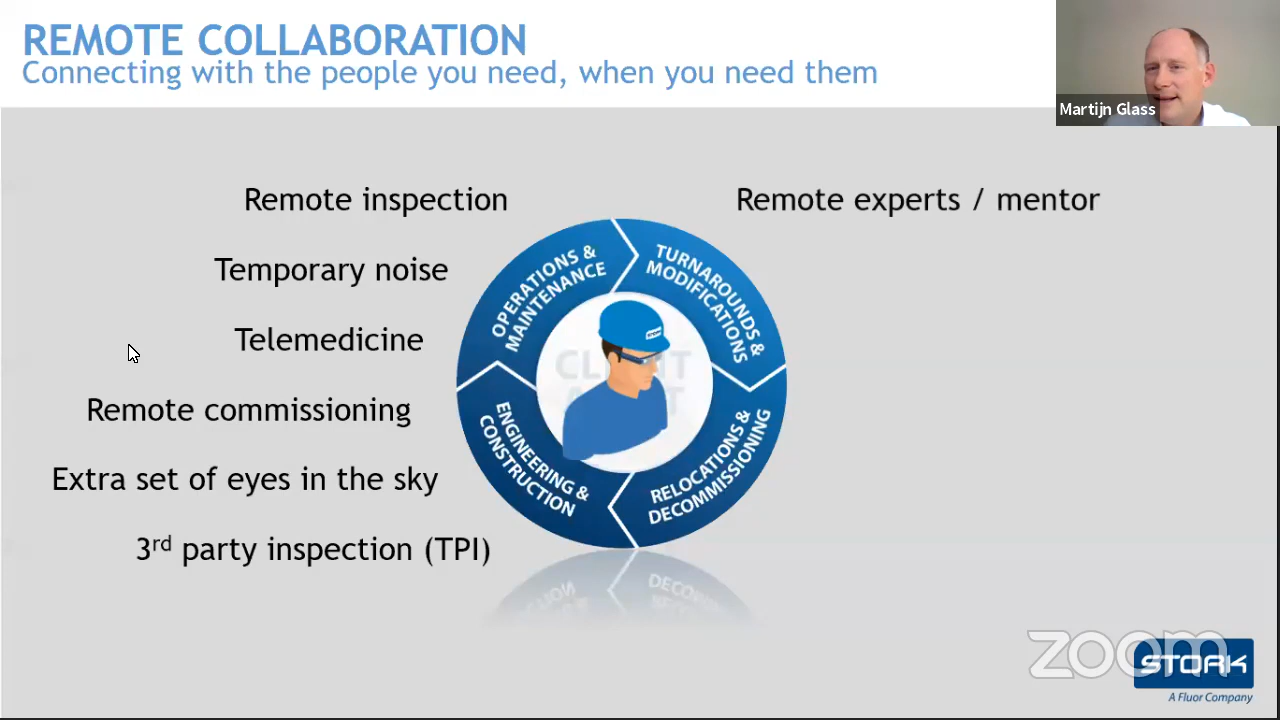 REMOTE COLLABORATION
Connecting with the people you need, when you need them
Martijn Glass
Remote inspection
Remote experts / mentor
Temporary noise
Telemedicine
Remote commissioning
Extra set of eyes in the sky
3rd party inspection (TPI)
OPERATIONS &
MAINTENANCE
TURNAROUNDS &
MODIFICATIONS
ENGINEERING &
CONSTRUCTION
RELOCATIONS &
DECOMMISSIONING
STORK
zoom
STORK
A Fluor Company